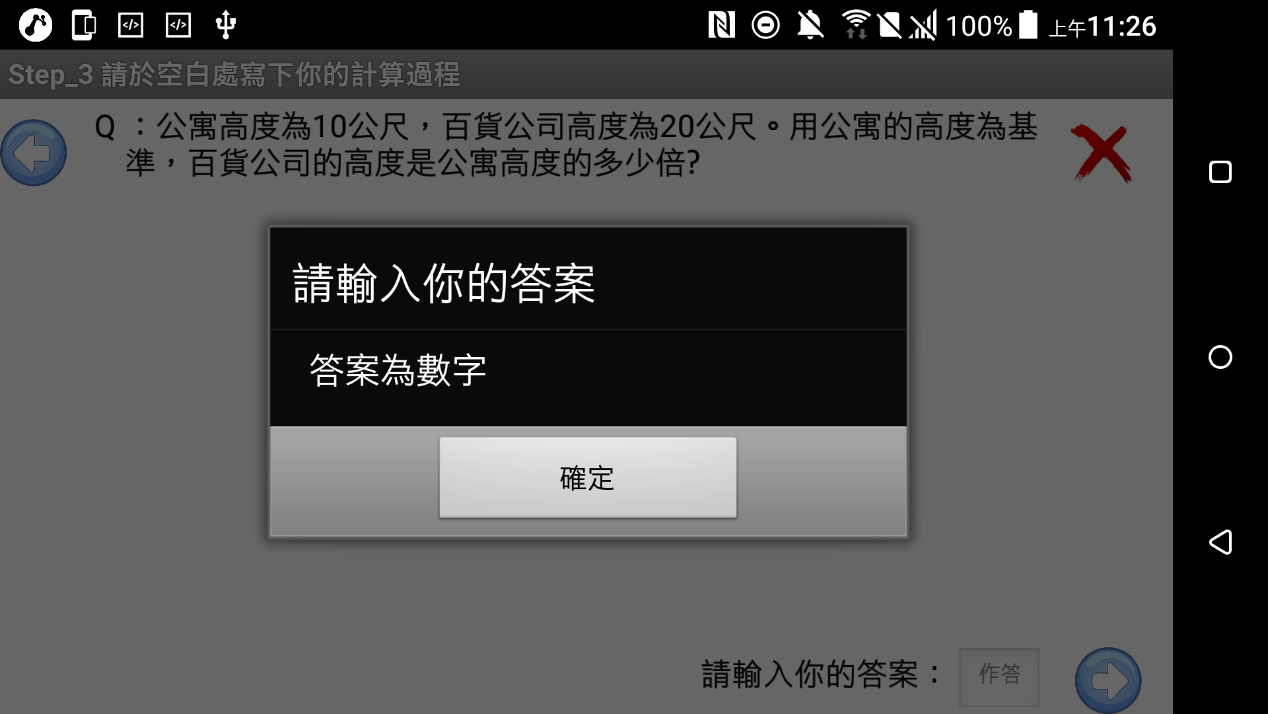 100% 上午11:26
Step_3 請於空白處寫下你的計算過程
Q ：公寓高度為10公尺，百貨公司高度為20公尺。用公寓的高度為基
準，百貨公司的高度是公寓高度的多少倍?
請輸入你的答案
答案為數字
確定
請輸入你的答案： 作答